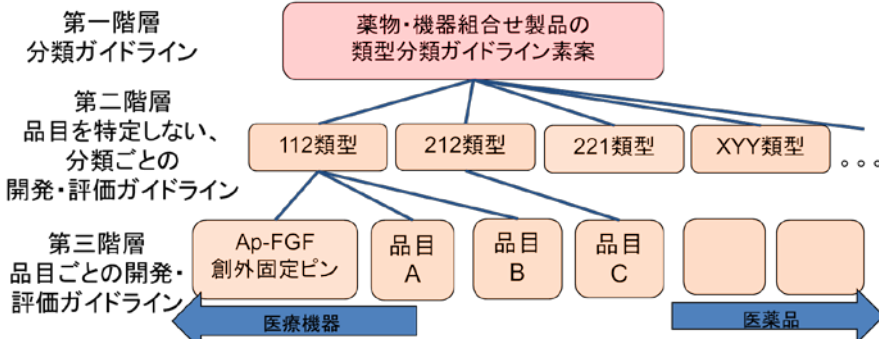 第一階層
分類ガイドライン
薬物・機器組合せ製品の
類型分類ガイドライン素案
第二階層
品目を特定しない、
分類ごとの
開発・評価ガイドライン
112類型
212類型
221類型
XYY類型
。。。
第三階層
品目ごとの開発・
評価ガイドライン
Ap-FGF
創外固定ピン
品目
A
品目
B
品目
C
医療機器
医薬品